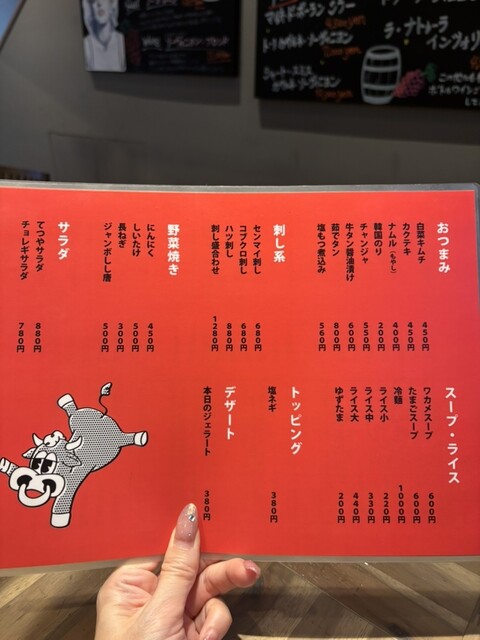 おつまみ
白菜キムチ 450円
カクテキ 450円
ナムル（もやし） 400円
韓国のり 200円
チャンジャ 550円
牛タン醤油漬け 600円
茹でタン 800円
塩もつ煮込み 560円
刺し系
センマイ刺し 680円
コブクロ刺し 680円
ハツ刺し 880円
刺し盛合わせ 1280円
野菜焼き
にんにく 450円
しいたけ 500円
長ねぎ 300円
ジャンボしし唐 500円
サラダ
てつやサラダ 880円
チョレギサラダ 780円
スープ・ライス
ワカメスープ 600円
たまごスープ 600円
冷麺 1000円
ライス小 220円
ライス中 330円
ライス大 440円
ゆずたま 200円
トッピング
塩ネギ 380円
デザート
本日のジェラート 380円